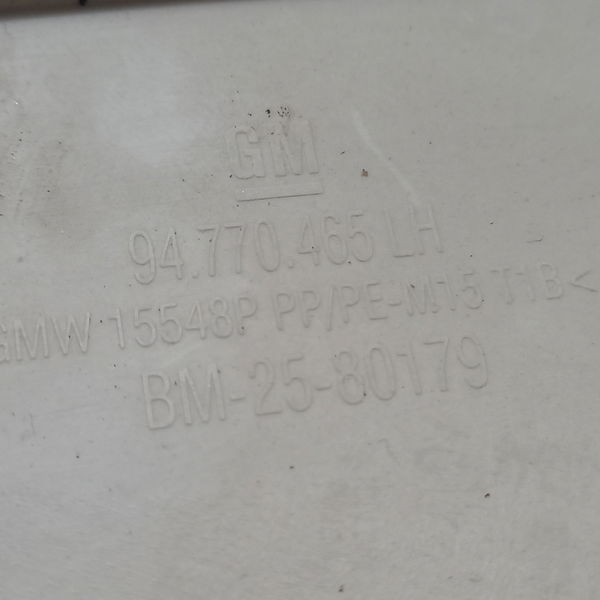 GM
94.770.465 LH
GMW 15548P PP/PE-M15 T1B<
BM-25-80179